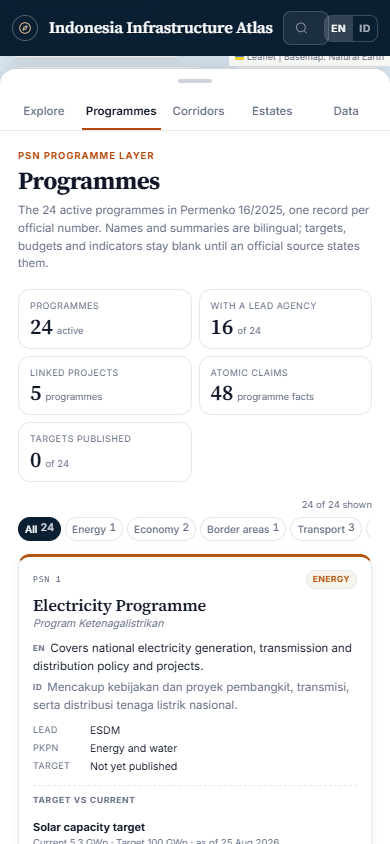 Indonesia Infrastructure Atlas
EN ID
Leaflet | Basemap: Natural Earth
Explore Programmes Corridors Estates Data
PSN PROGRAMME LAYER
Programmes
The 24 active programmes in Permenko 16/2025, one record per
official number. Names and summaries are bilingual; targets,
budgets and indicators stay blank until an official source states
them.
PROGRAMMES
24 active
WITH A LEAD AGENCY
16 of 24
LINKED PROJECTS
5 programmes
ATOMIC CLAIMS
48 programme facts
TARGETS PUBLISHED
0 of 24
24 of 24 shown
All 24 Energy 1 Economy 2 Border areas 1 Transport 3
PSN 1 ENERGY
Electricity Programme
Program Ketenagalistrikan
EN Covers national electricity generation, transmission and
distribution policy and projects.
ID Mencakup kebijakan dan proyek pembangkit, transmisi,
serta distribusi tenaga listrik nasional.
LEAD ESDM
PKPN Energy and water
TARGET Not yet published
TARGET VS CURRENT
Solar capacity target
Current 5.3 GWp · Target 100 GWp · as of 25 Aug 2026